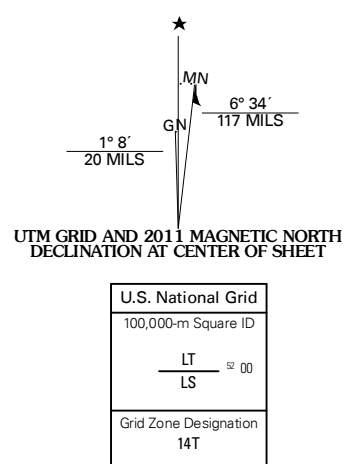 ★
MN
GN
6° 34´
117 MILS
1° 8´
20 MILS
UTM GRID AND 2011 MAGNETIC NORTH
DECLINATION AT CENTER OF SHEET
U.S. National Grid
100,000-m Square ID
LT
52 00
LS
Grid Zone Designation
14T